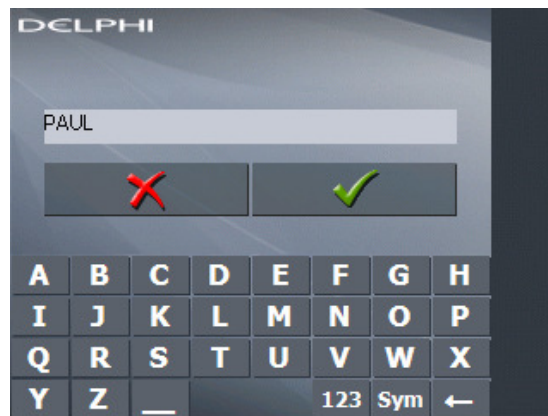 DELPHI
PAUL
A B C D E F G H
I J K L M N O P
Q R S T U V W X
Y Z _ 123 Sym ←